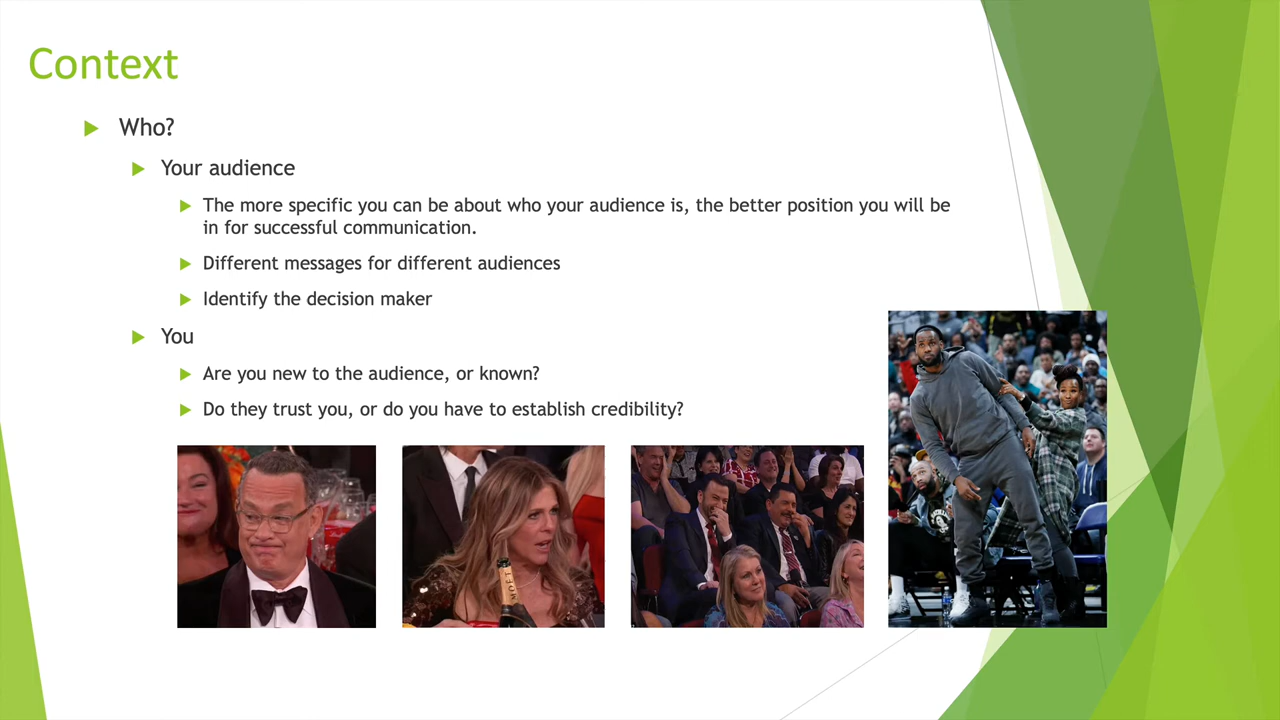 Context
Who?
Your audience
The more specific you can be about who your audience is, the better position you will be
in for successful communication.
Different messages for different audiences
Identify the decision maker
You
Are you new to the audience, or known?
Do they trust you, or do you have to establish credibility?
MOËT